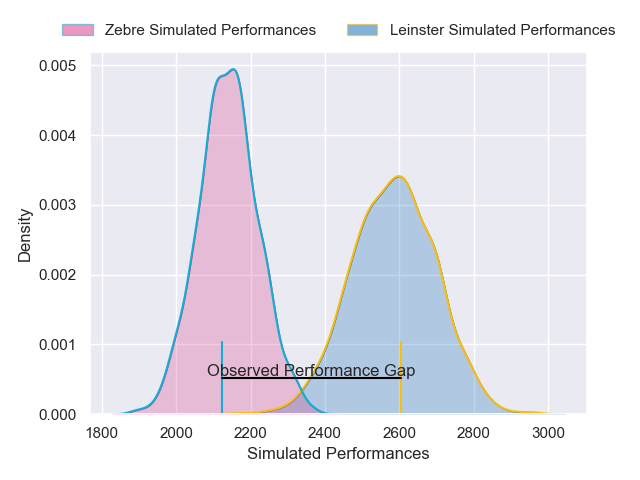 Zebre Simulated Performances
Leinster Simulated Performances
0.005
0.004
0.003
0.002
0.001
0.000
Density
Observed Performance Gap
1800 2000 2200 2400 2600 2800 3000
Simulated Performances